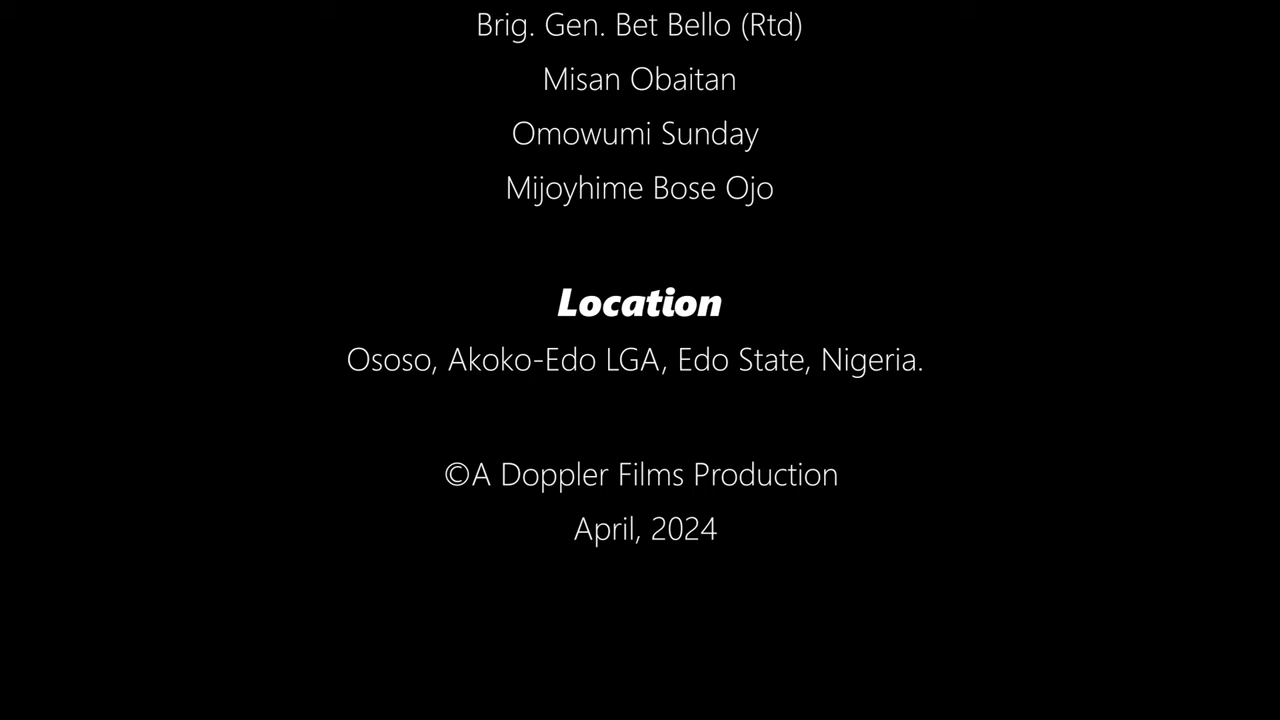 Brig. Gen. Bet Bello (Rtd)
Misan Obaitan
Omowumi Sunday
Mijoyhime Bose Ojo
Location
Ososo, Akoko-Edo LGA, Edo State, Nigeria.
©A Doppler Films Production
April, 2024